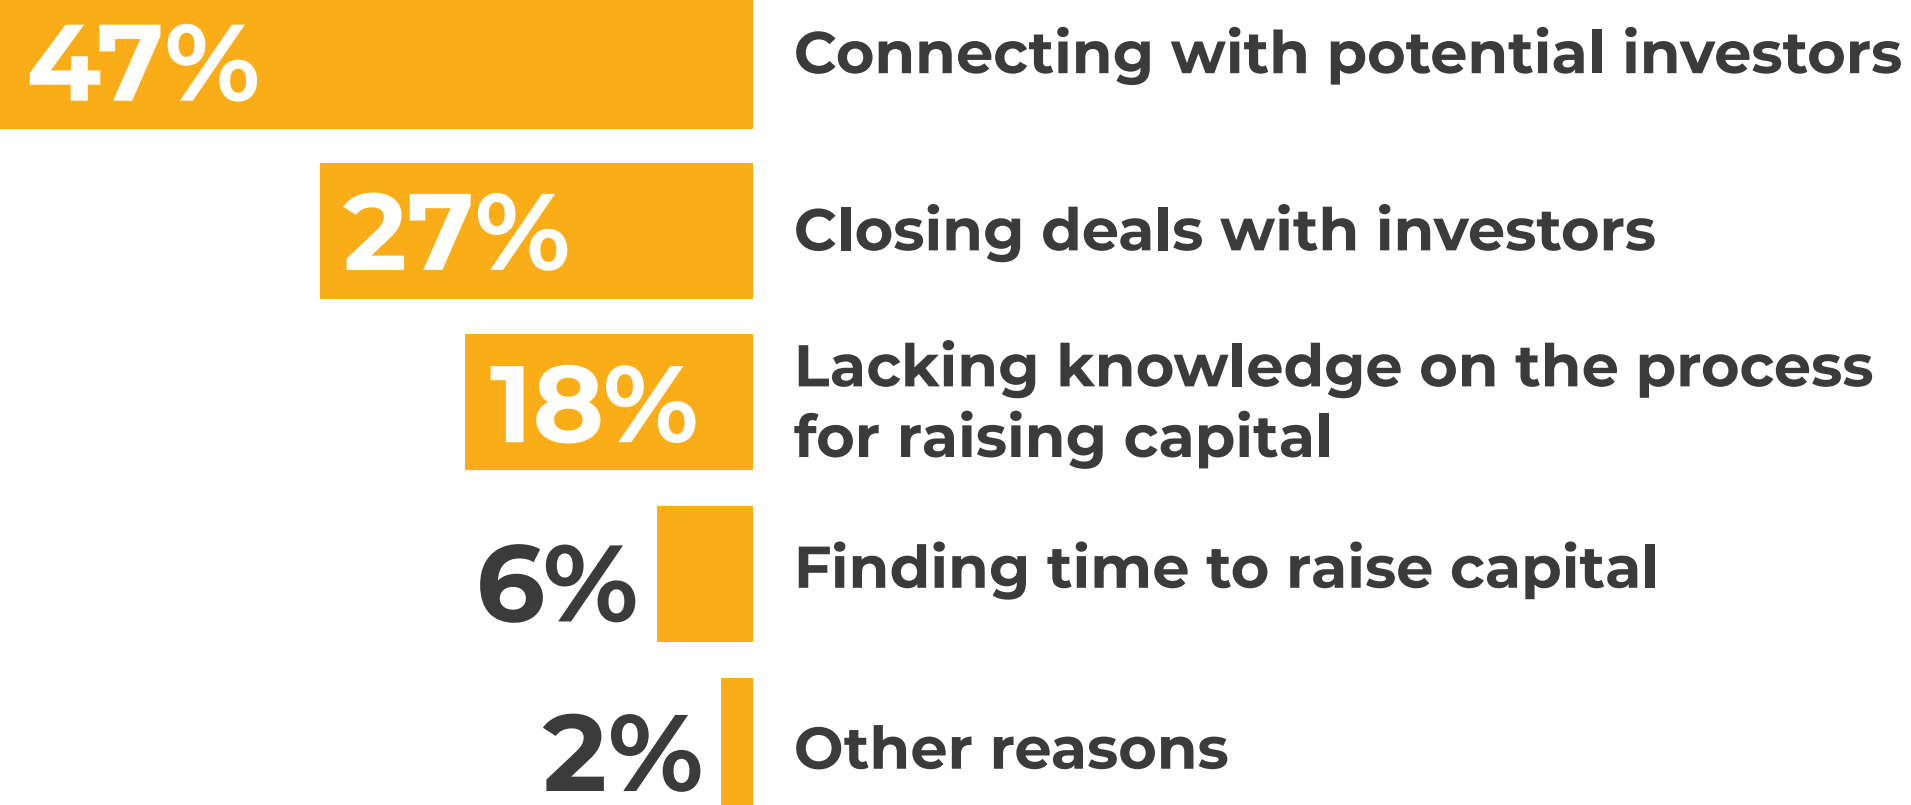 47% Connecting with potential investors
27% Closing deals with investors
18% Lacking knowledge on the process
for raising capital
6% Finding time to raise capital
2% Other reasons